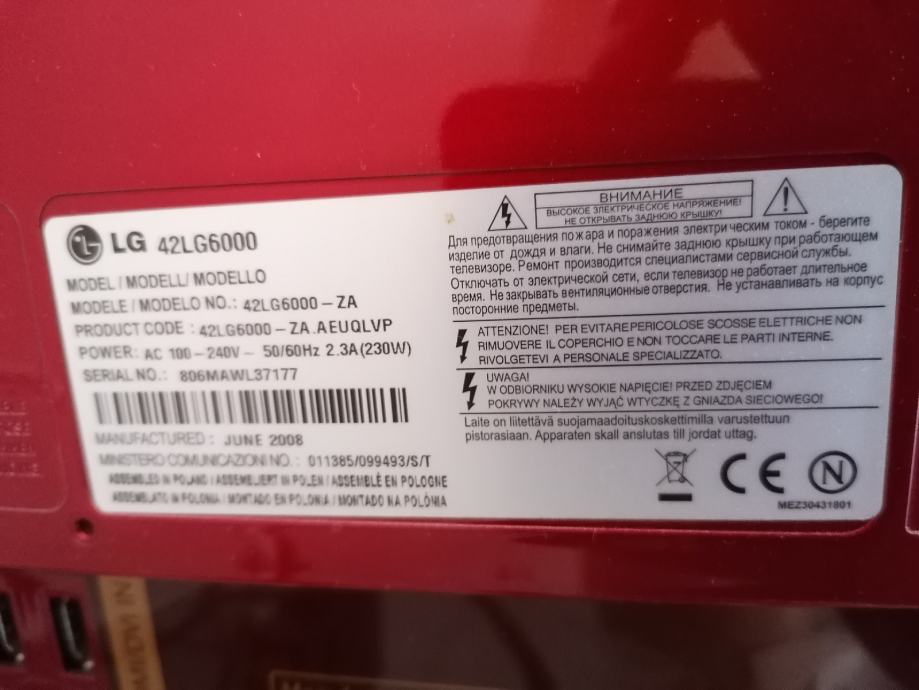 LG 42LG6000
MODEL / MODELL/ MODELLO
MODELE / MODELO NO.: 42LG6000-ZA
PRODUCT CODE : 42LG6000-ZA.AEUQLVP
POWER: AC 100-240V~ 50/60Hz 2.3A(230W)
SERIAL NO.: 806MAWL37177
MANUFACTURED : JUNE 2008
MINISTERO COMUNICAZIONI NO. : 011385/099493/S/T
ASSEMBLED IN POLAND / ASSEMBLIERT IN POLEN / ASSEMBLÉ EN POLOGNE
ASSEMBLATO IN POLONIA / MONTADO EN POLONIA / MONTADO NA POLÓNIA
ВНИМАНИЕ
ВЫСОКОЕ ЭЛЕКТРИЧЕСКОЕ НАПРЯЖЕНИЕ!
НЕ ОТКРЫВАТЬ ЗАДНЮЮ КРЫШКУ!
Для предотвращения пожара и поражения электрическим током - берегите
изделие от дождя и влаги. Не снимайте заднюю крышку при работающем
телевизоре. Ремонт производится специалистами сервисной службы.
Отключать от электрической сети, если телевизор не работает длительное
время. Не закрывать вентиляционные отверстия. Не устанавливать на корпус
посторонние предметы.
ATTENZIONE! PER EVITARE PERICOLOSE SCOSSE ELETTRICHE NON
RIMUOVERE IL COPERCHIO E NON TOCCARE LE PARTI INTERNE.
RIVOLGETEVI A PERSONALE SPECIALIZZATO.
UWAGA!
W ODBIORNIKU WYSOKIE NAPIĘCIE! PRZED ZDJĘCIEM
POKRYWY NALEŻY WYJĄĆ WTYCZKĘ Z GNIAZDA SIECIOWEGO!
Laite on liitettävä suojamaadoituskoskettimilla varustettuun
pistorasiaan. Apparaten skall anslutas till jordat uttag.
CE N
MEZ30431801
DVI IN